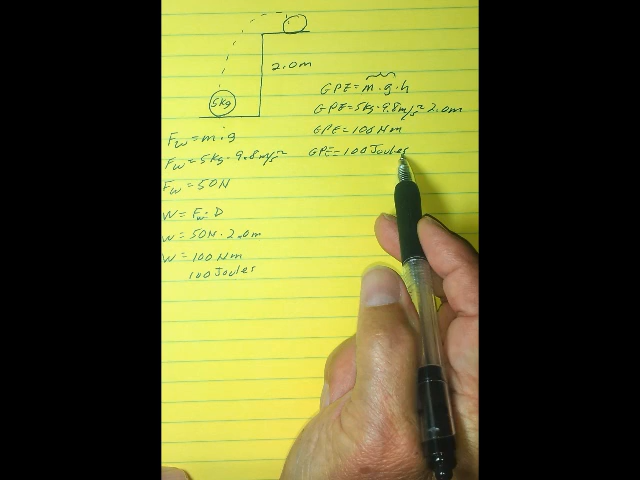 2.0m
5Kg
GPE = m·g·h
GPE = 5Kg·9.8m/s² 2.0m
GPE = 100 Nm
GPE = 100 Joules
Fw = m·g
Fw = 5Kg·9.8m/s²
Fw = 50N
W = Fw·D
W = 50N·2.0m
W = 100 Nm
100 Joules